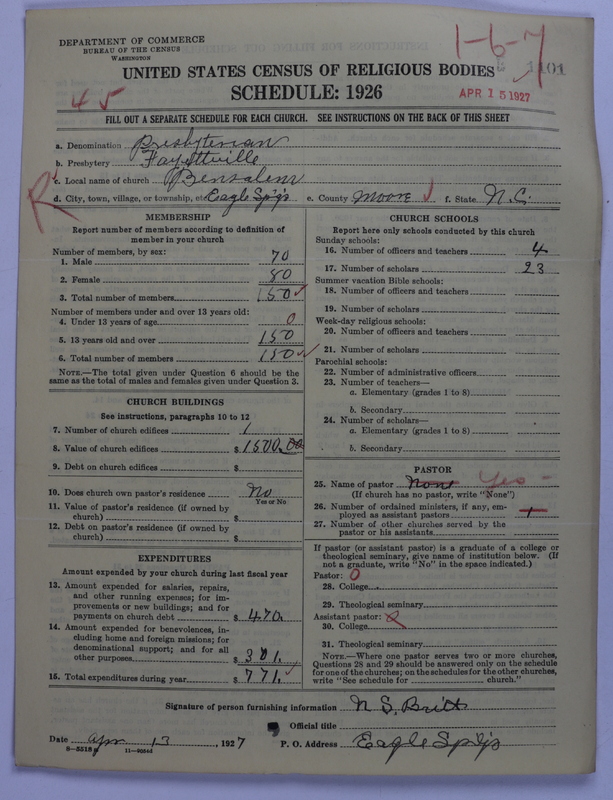 DEPARTMENT OF COMMERCE
BUREAU OF THE CENSUS
WASHINGTON
1-6-7
UNITED STATES CENSUS OF RELIGIOUS BODIES
SCHEDULE: 1926
APR 15 1927
45
FILL OUT A SEPARATE SCHEDULE FOR EACH CHURCH. SEE INSTRUCTIONS ON THE BACK OF THIS SHEET
a. Denomination Presbyterian
b. Presbytery Fayettville
c. Local name of church Bensalem
R
d. City, town, village, or township, etc Eagle Sp'g's e. County Moore f. State N.C.
MEMBERSHIP
Report number of members according to definition of
member in your church
Number of members, by sex:
1. Male 70
2. Female 80
3. Total number of members 150
Number of members under and over 13 years old:
4. Under 13 years of age 0
5. 13 years old and over 150
6. Total number of members 150
NOTE.—The total given under Question 6 should be
same as the total of males and females given under Question 3.
CHURCH BUILDINGS
See instructions, paragraphs 10 to 12
7. Number of church edifices 1
8. Value of church edifices $1500.00
9. Debt on church edifices $
10. Does church own pastor's residence No
Yes or No
11. Value of pastor's residence (if owned by
church) $
12. Debt on pastor's residence (if owned by
church) $
EXPENDITURES
Amount expended by your church during last fiscal year
13. Amount expended for salaries, repairs,
and other running expenses; for im-
provements or new buildings; and for
payments on church debt $470.
14. Amount expended for benevolences, in-
cluding home and foreign missions; for
denominational support; and for all
other purposes $301.
15. Total expenditures during year $771.
CHURCH SCHOOLS
Report here only schools conducted by this church
Sunday schools:
16. Number of officers and teachers 4
17. Number of scholars 23
Summer vacation Bible schools:
18. Number of officers and teachers
19. Number of scholars
Week-day religious schools:
20. Number of officers and teachers
21. Number of scholars
Parochial schools:
22. Number of administrative officers
23. Number of teachers—
a. Elementary (grades 1 to 8)
b. Secondary
24. Number of scholars—
a. Elementary (grades 1 to 8)
b. Secondary
PASTOR
25. Name of pastor None Yes -
(If church has no pastor, write "None")
26. Number of ordained ministers, if any, em-
ployed as assistant pastors 1
27. Number of other churches served by the
pastor or his assistants
If pastor (or assistant pastor) is a graduate of a college or
theological seminary, give name of institution below. (If
not a graduate, write "No" in the space indicated.)
Pastor: 0
28. College
29. Theological seminary
Assistant pastor:
30. College
31. Theological seminary
NOTE.—Where one pastor serves two or more churches,
Questions 28 and 29 should be answered only on the schedule
for one of the churches; on the schedules for the other churches,
write "See schedule for church."
Signature of person furnishing information N S. Britt
Official title
Date Apr 13, 1927 P. O. Address Eagle Sp'g's